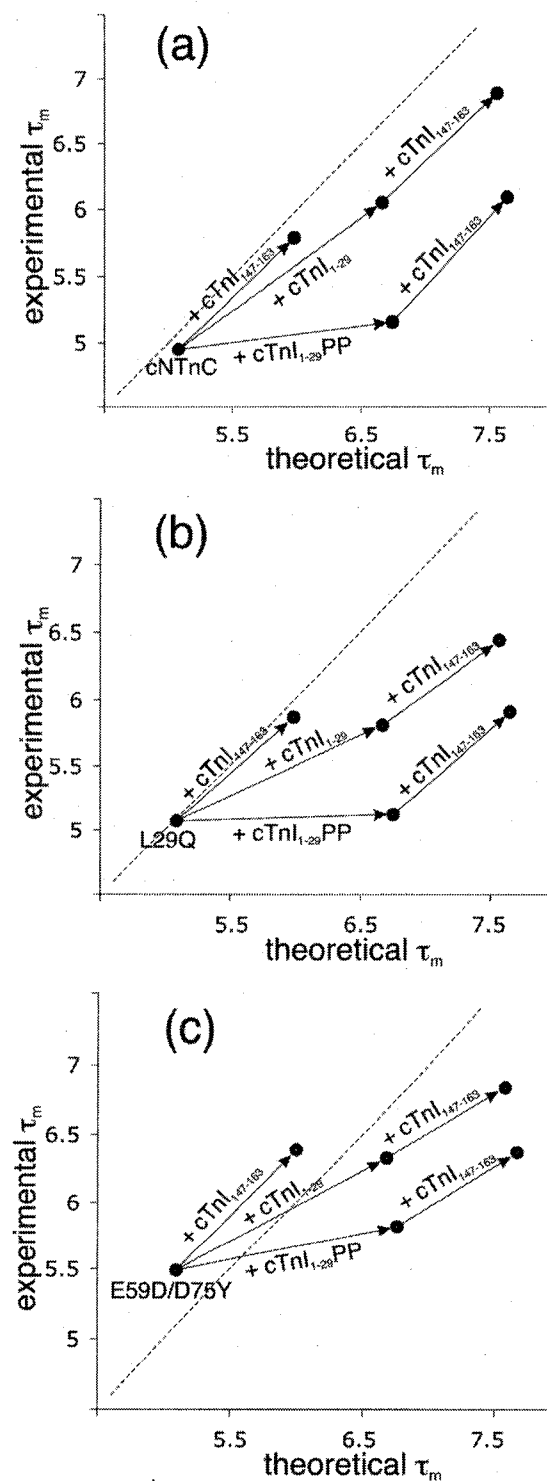 (a)
experimental τm
7
6.5
6
5.5
5
+ cTnI147-163
+ cTnI147-163
+ cTnI1-29
+ cTnI147-163
cNTnC
+ cTnI1-29PP
5.5 6.5 7.5
theoretical τm
(b)
experimental τm
7
6.5
6
5.5
5
+ cTnI147-163
+ cTnI147-163
+ cTnI1-29
+ cTnI147-163
L29Q
+ cTnI1-29PP
5.5 6.5 7.5
theoretical τm
(c)
experimental τm
7
6.5
6
5.5
5
+ cTnI147-163
+ cTnI147-163
+ cTnI1-29
+ cTnI147-163
E59D/D75Y
+ cTnI1-29PP
5.5 6.5 7.5
theoretical τm